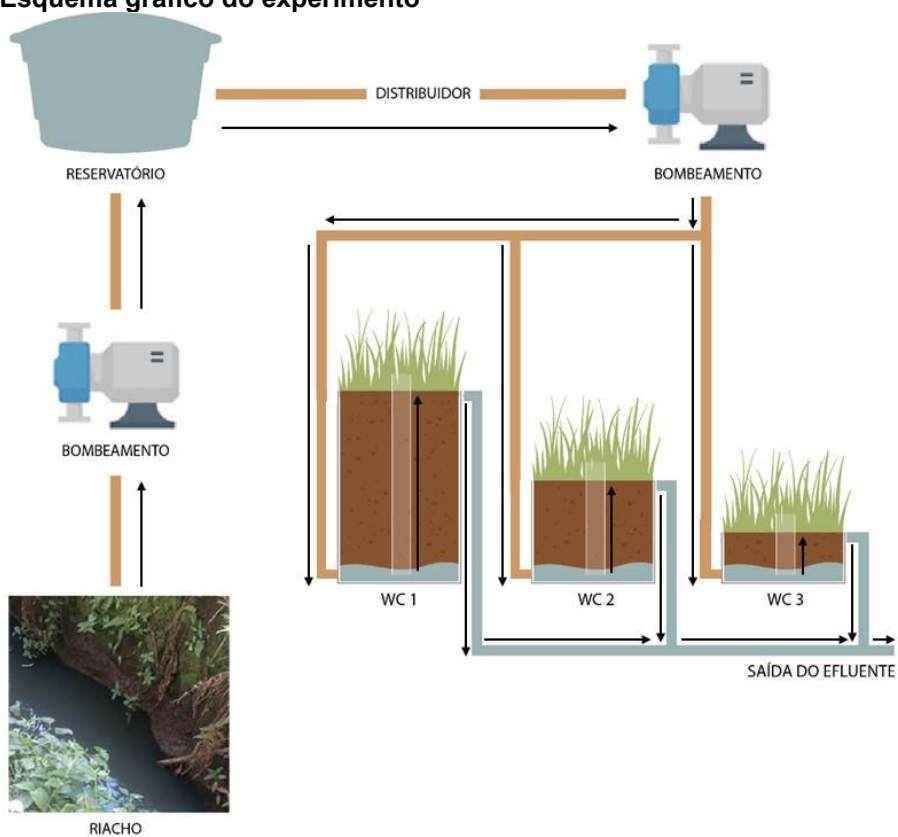 Esquema gráfico do experimento
DISTRIBUIDOR
RESERVATÓRIO
BOMBEAMENTO
BOMBEAMENTO
WC 1
WC 2
WC 3
SAÍDA DO EFLUENTE
RIACHO